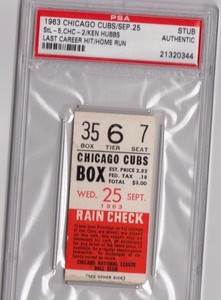 PSA
1963 CHICAGO CUBS/SEP.25 STUB
StL-5,CHC-2/KEN HUBBS AUTHENTIC
LAST CAREER HIT/HOME RUN
21320344
35 6 7
BOX TIER SEAT
CHICAGO CUBS
BOX
EST. PRICE 2.82
FED. TAX .18
TOTAL $3.00
WED. 25 SEPT.
1963
RAIN CHECK
CHICAGO NATIONAL LEAGUE
BALL CLUB